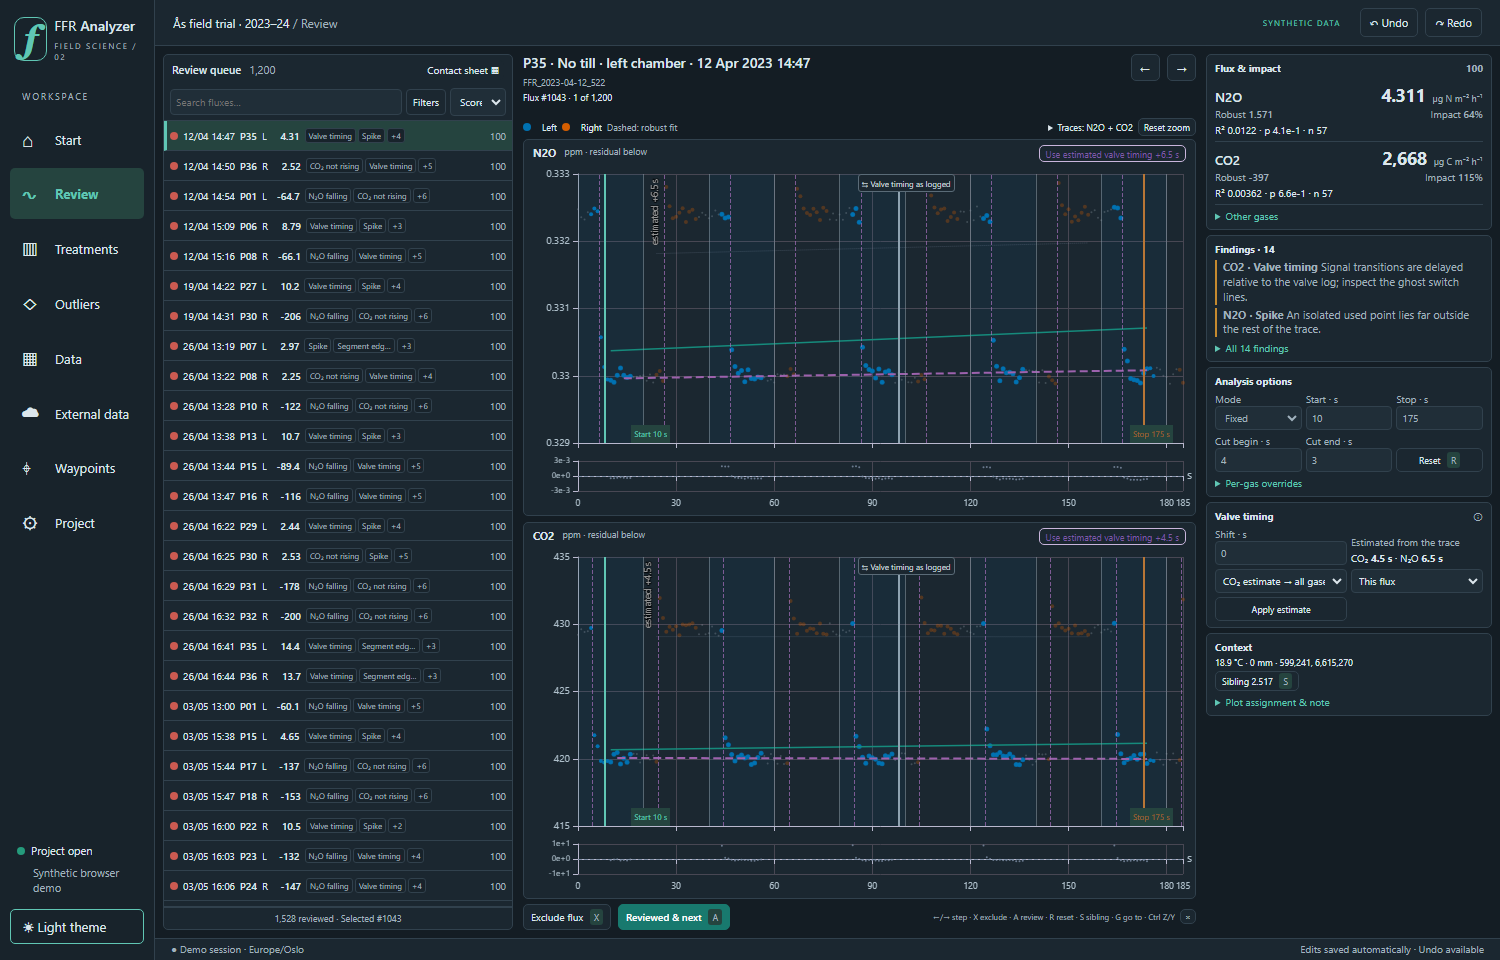 FFR Analyzer
FIELD SCIENCE / 02
WORKSPACE
Start
Review
Treatments
Outliers
Data
External data
Waypoints
Project
Project open
Synthetic browser demo
☀ Light theme
Ås field trial · 2023–24 / Review
SYNTHETIC DATA
↶ Undo
↷ Redo
Review queue 1,200
Contact sheet ▦
Search fluxes...
Filters
Score
12/04 14:47 P35 L 4.31 Valve timing Spike +4 100
12/04 14:50 P36 R 2.52 CO₂ not rising Valve timing +5 100
12/04 14:54 P01 L -64.7 N₂O falling CO₂ not rising +6 100
12/04 15:09 P06 R 8.79 Valve timing Spike +3 100
12/04 15:16 P08 R -66.1 N₂O falling Valve timing +5 100
19/04 14:22 P27 L 10.2 Valve timing Spike +4 100
19/04 14:31 P30 R -206 N₂O falling CO₂ not rising +6 100
26/04 13:19 P07 L 2.97 Spike Segment edg... +3 100
26/04 13:22 P08 R 2.25 CO₂ not rising Valve timing +4 100
26/04 13:28 P10 R -122 N₂O falling CO₂ not rising +6 100
26/04 13:38 P13 L 10.7 Valve timing Spike +3 100
26/04 13:44 P15 L -89.4 N₂O falling Valve timing +5 100
26/04 13:47 P16 R -116 N₂O falling Valve timing +5 100
26/04 16:22 P29 L 2.44 Valve timing Spike +4 100
26/04 16:25 P30 R 2.53 CO₂ not rising Spike +5 100
26/04 16:29 P31 L -178 N₂O falling CO₂ not rising +6 100
26/04 16:32 P32 R -200 N₂O falling CO₂ not rising +6 100
26/04 16:41 P35 L 14.4 Valve timing Segment edg... +3 100
26/04 16:44 P36 R 13.7 Valve timing Segment edg... +3 100
03/05 13:00 P01 L -60.1 N₂O falling Valve timing +5 100
03/05 15:38 P15 L 4.65 Valve timing Spike +4 100
03/05 15:44 P17 L -137 N₂O falling CO₂ not rising +6 100
03/05 15:47 P18 R -153 N₂O falling CO₂ not rising +6 100
03/05 16:00 P22 R 10.5 Valve timing Spike +2 100
03/05 16:03 P23 L -132 N₂O falling Valve timing +4 100
03/05 16:06 P24 R -147 N₂O falling Valve timing +4 100
1,528 reviewed · Selected #1043
P35 · No till · left chamber · 12 Apr 2023 14:47
FFR_2023-04-12_522
Flux #1043 · 1 of 1,200
← →
Left Right Dashed: robust fit
▶ Traces: N2O + CO2
Reset zoom
N2O ppm · residual below
Use estimated valve timing +6.5 s
⇆ Valve timing as logged
estimated +6.5s
0.333
0.332
0.331
0.33
0.329
Start 10 s
Stop 175 s
3e-3
0e+0
-3e-3
s
0 30 60 90 120 150 180 185
CO2 ppm · residual below
Use estimated valve timing +4.5 s
⇆ Valve timing as logged
estimated +4.5s
435
430
425
420
415
Start 10 s
Stop 175 s
1e+1
0e+0
-1e+1
s
0 30 60 90 120 150 180 185
Exclude flux X
Reviewed & next A
←/→ step · X exclude · A review · R reset · S sibling · G go to · Ctrl Z/Y ×
Flux & impact 100
N2O 4.311 µg N m⁻² h⁻¹
Robust 1.571 Impact 64%
R² 0.0122 · p 4.1e-1 · n 57
CO2 2,668 µg C m⁻² h⁻¹
Robust -397 Impact 115%
R² 0.00362 · p 6.6e-1 · n 57
▶ Other gases
Findings · 14
CO2 · Valve timing Signal transitions are delayed
relative to the valve log; inspect the ghost switch
lines.
N2O · Spike An isolated used point lies far outside
the rest of the trace.
▶ All 14 findings
Analysis options
Mode Start · s Stop · s
Fixed 10 175
Cut begin · s Cut end · s
4 3 Reset R
▶ Per-gas overrides
Valve timing
Shift · s
0
Estimated from the trace
CO₂ 4.5 s · N₂O 6.5 s
CO₂ estimate → all gase
This flux
Apply estimate
Context
18.9 °C · 0 mm · 599,241, 6,615,270
Sibling 2.517 S
▶ Plot assignment & note
● Demo session · Europe/Oslo
Edits saved automatically · Undo available